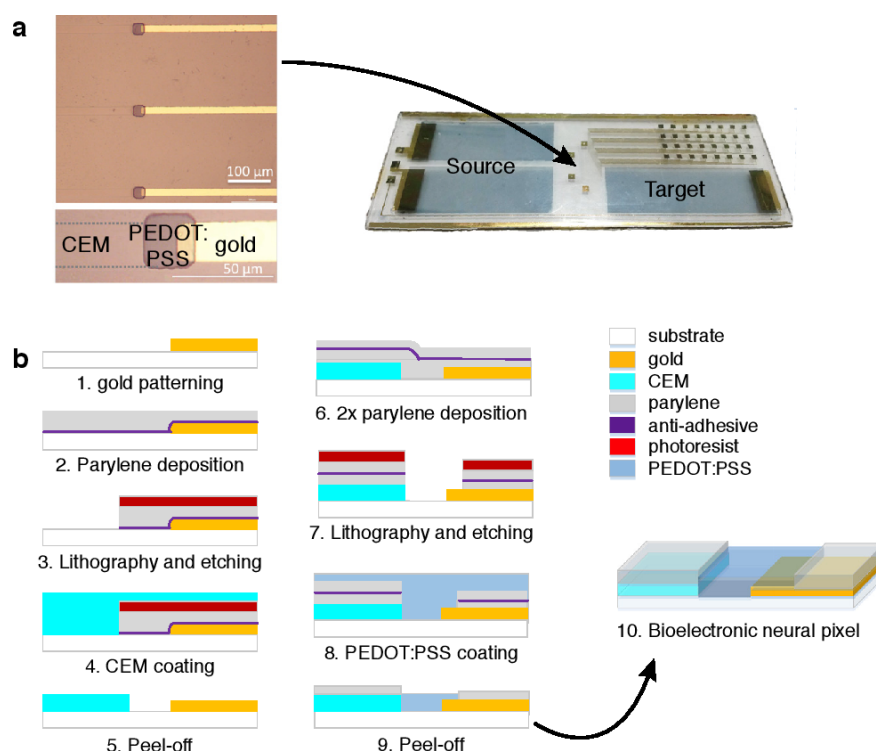 a
100 µm
CEM
PEDOT:
PSS
gold
50 µm
Source
Target
b
1. gold patterning
2. Parylene deposition
3. Lithography and etching
4. CEM coating
5. Peel-off
6. 2x parylene deposition
7. Lithography and etching
8. PEDOT:PSS coating
9. Peel-off
substrate
gold
CEM
parylene
anti-adhesive
photoresist
PEDOT:PSS
10. Bioelectronic neural pixel